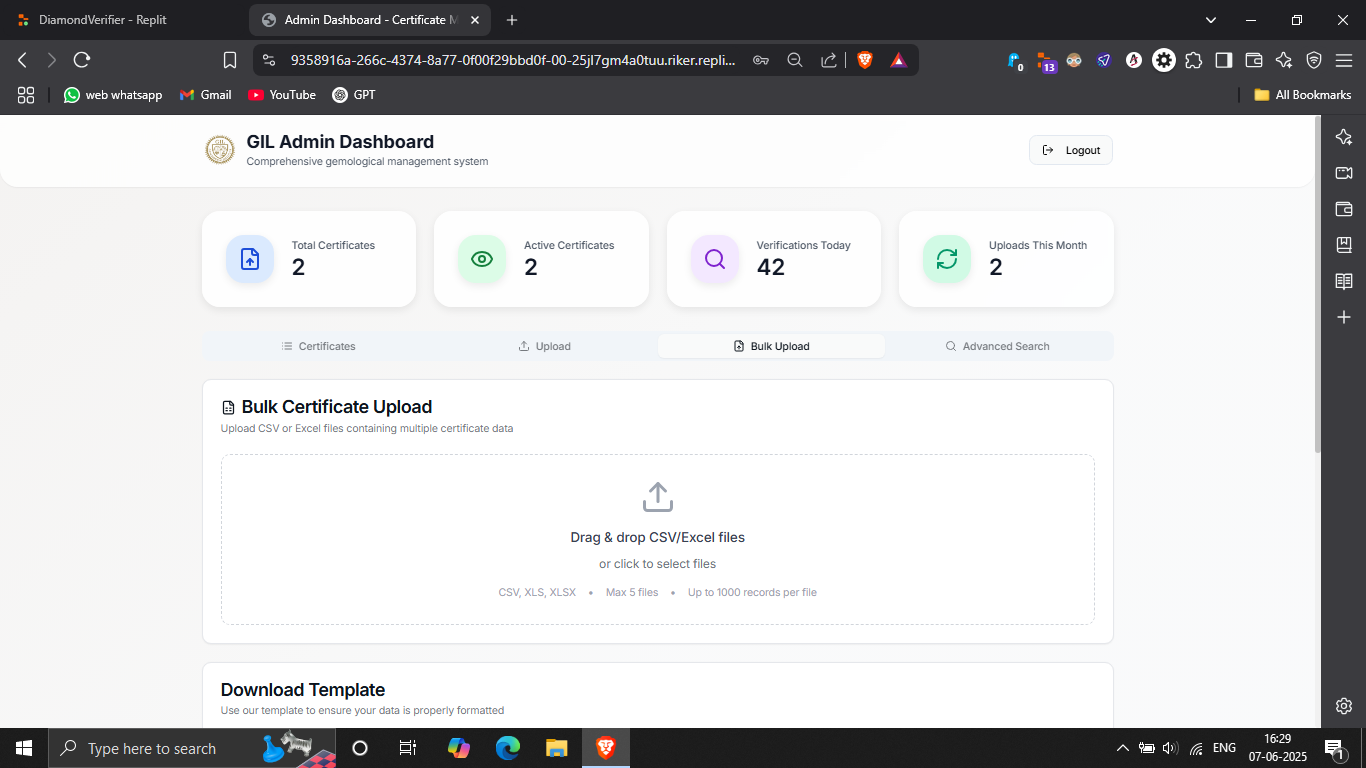 DiamondVerifier - Replit
Admin Dashboard - Certificate M
9358916a-266c-4374-8a77-0f00f29bbd0f-00-25jl7gm4a0tuu.riker.repli...
0
13
web whatsapp
Gmail
YouTube
GPT
All Bookmarks
GIL Admin Dashboard
Comprehensive gemological management system
Logout
Total Certificates
2
Active Certificates
2
Verifications Today
42
Uploads This Month
2
Certificates
Upload
Bulk Upload
Advanced Search
Bulk Certificate Upload
Upload CSV or Excel files containing multiple certificate data
Drag & drop CSV/Excel files
or click to select files
CSV, XLS, XLSX • Max 5 files • Up to 1000 records per file
Download Template
Use our template to ensure your data is properly formatted
Type here to search
ENG
16:29
07-06-2025
1